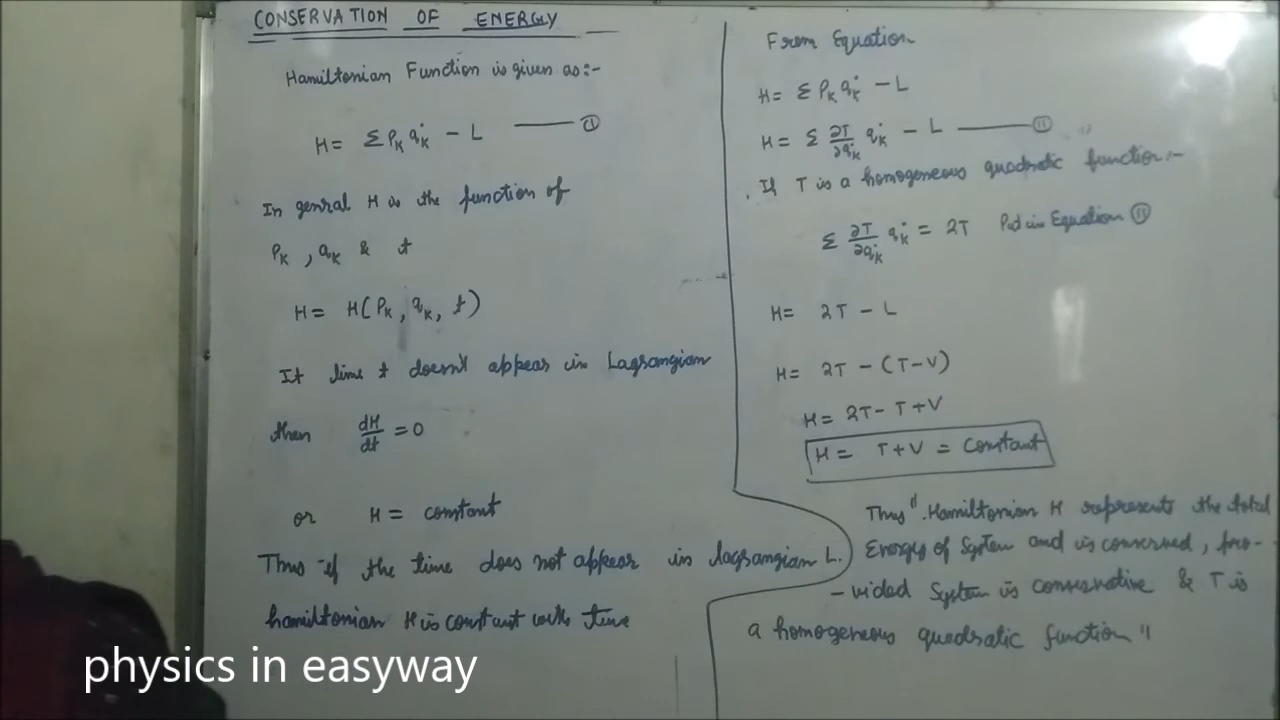 CONSERVATION OF ENERGY
Hamiltonian Function is given as:-
H = Σ Pₖ q̇ₖ - L ——— ①
In genral H is the function of
Pₖ , qₖ & t
H = H(Pₖ, qₖ, t)
If time t doesn't appear in Lagrangian
then dH/dt = 0
or H = constant
Thus if the time does not appear in lagrangian L.
hamiltonian H is constant with time
From Equation
H = Σ Pₖ q̇ₖ - L
H = Σ ∂T/∂q̇ₖ q̇ₖ - L ——— ⑪
If T is a homogeneous quadratic function:-
Σ ∂T/∂q̇ₖ q̇ₖ = 2T Put in Equation ⑪
H = 2T - L
H = 2T - (T-V)
H = 2T - T + V
H = T + V = Constant
Thus " Hamiltonian H represents the total
Energy of System and is conserved, pro-
- vided System is conservative & T is
a homogeneous quadratic function "
physics in easyway